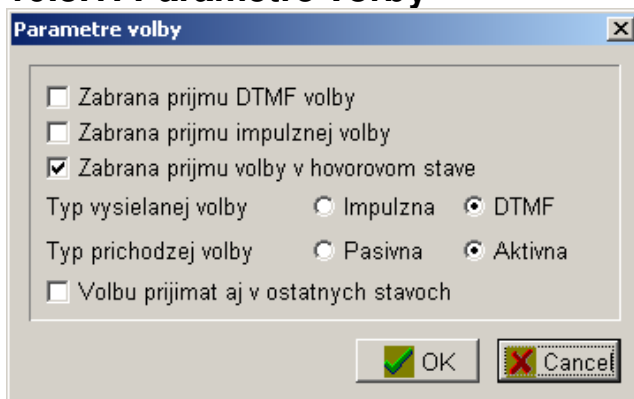 Parametre volby
Zabrana prijmu DTMF volby
Zabrana prijmu impulznej volby
Zabrana prijmu volby v hovorovom stave
Typ vysielanej volby Impulzna DTMF
Typ prichodzej volby Pasivna Aktivna
Volbu prijimat aj v ostatnych stavoch
OK Cancel